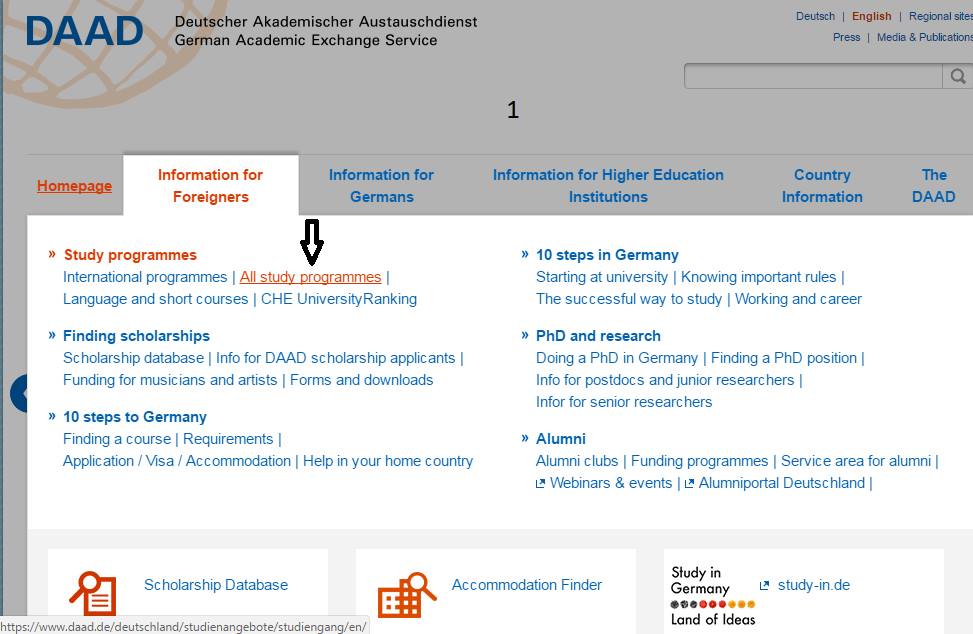 DAAD
Deutscher Akademischer Austauschdienst
German Academic Exchange Service
Deutsch | English | Regional sites
Press | Media & Publications
1
Homepage
Information for
Foreigners
Information for
Germans
Information for Higher Education
Institutions
Country
Information
The
DAAD
» Study programmes
International programmes | All study programmes |
Language and short courses | CHE UniversityRanking
» Finding scholarships
Scholarship database | Info for DAAD scholarship applicants |
Funding for musicians and artists | Forms and downloads
» 10 steps to Germany
Finding a course | Requirements |
Application / Visa / Accommodation | Help in your home country
» 10 steps in Germany
Starting at university | Knowing important rules |
The successful way to study | Working and career
» PhD and research
Doing a PhD in Germany | Finding a PhD position |
Info for postdocs and junior researchers |
Infor for senior researchers
» Alumni
Alumni clubs | Funding programmes | Service area for alumni |
Webinars & events | Alumniportal Deutschland |
Scholarship Database
Accommodation Finder
Study in
Germany
Land of Ideas
study-in.de
https://www.daad.de/deutschland/studienangebote/studiengang/en/